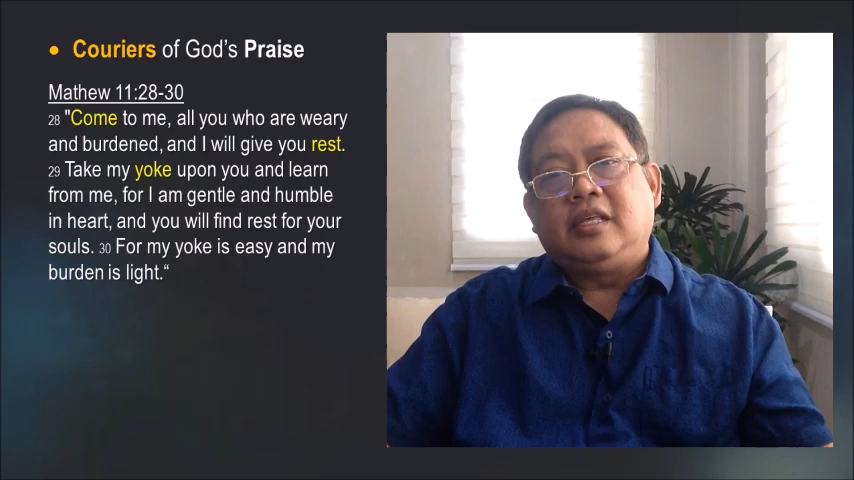 • Couriers of God's Praise
Mathew 11:28-30
28 "Come to me, all you who are weary
and burdened, and I will give you rest.
29 Take my yoke upon you and learn
from me, for I am gentle and humble
in heart, and you will find rest for your
souls. 30 For my yoke is easy and my
burden is light.“